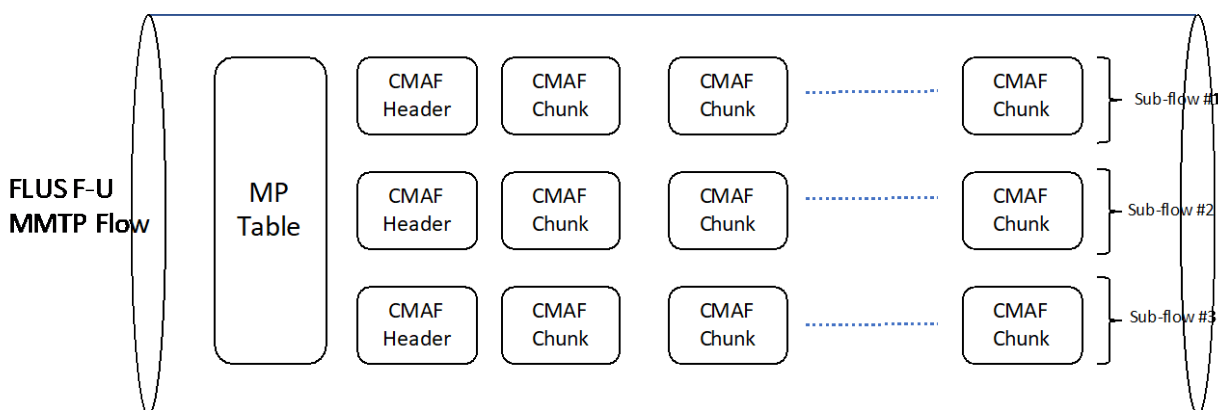 FLUS F-U
MMTP Flow
MP
Table
CMAF
Header
CMAF
Chunk
CMAF
Chunk
CMAF
Chunk
Sub-flow #1
CMAF
Header
CMAF
Chunk
CMAF
Chunk
CMAF
Chunk
Sub-flow #2
CMAF
Header
CMAF
Chunk
CMAF
Chunk
CMAF
Chunk
Sub-flow #3